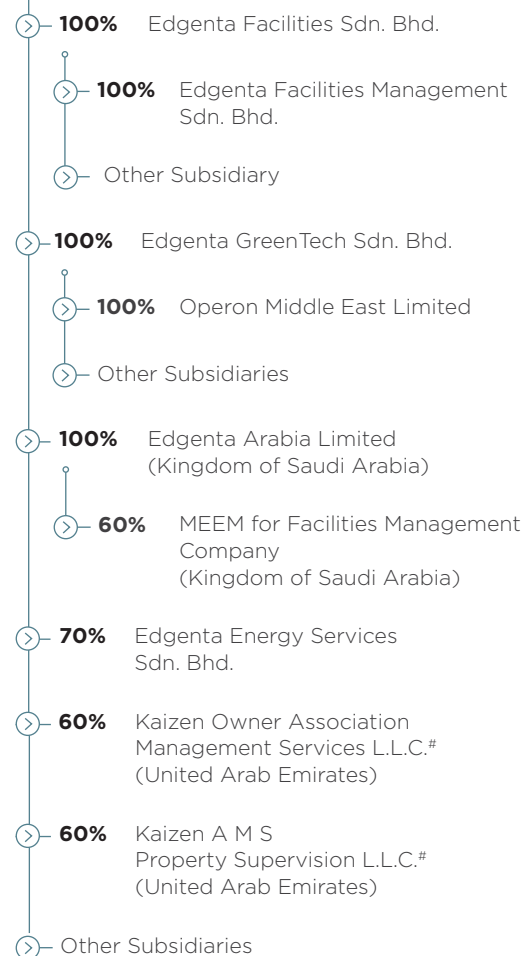 100% Edgenta Facilities Sdn. Bhd.
100% Edgenta Facilities Management
Sdn. Bhd.
Other Subsidiary
100% Edgenta GreenTech Sdn. Bhd.
100% Operon Middle East Limited
Other Subsidiaries
100% Edgenta Arabia Limited
(Kingdom of Saudi Arabia)
60% MEEM for Facilities Management
Company
(Kingdom of Saudi Arabia)
70% Edgenta Energy Services
Sdn. Bhd.
60% Kaizen Owner Association
Management Services L.L.C.#
(United Arab Emirates)
60% Kaizen A M S
Property Supervision L.L.C.#
(United Arab Emirates)
Other Subsidiaries